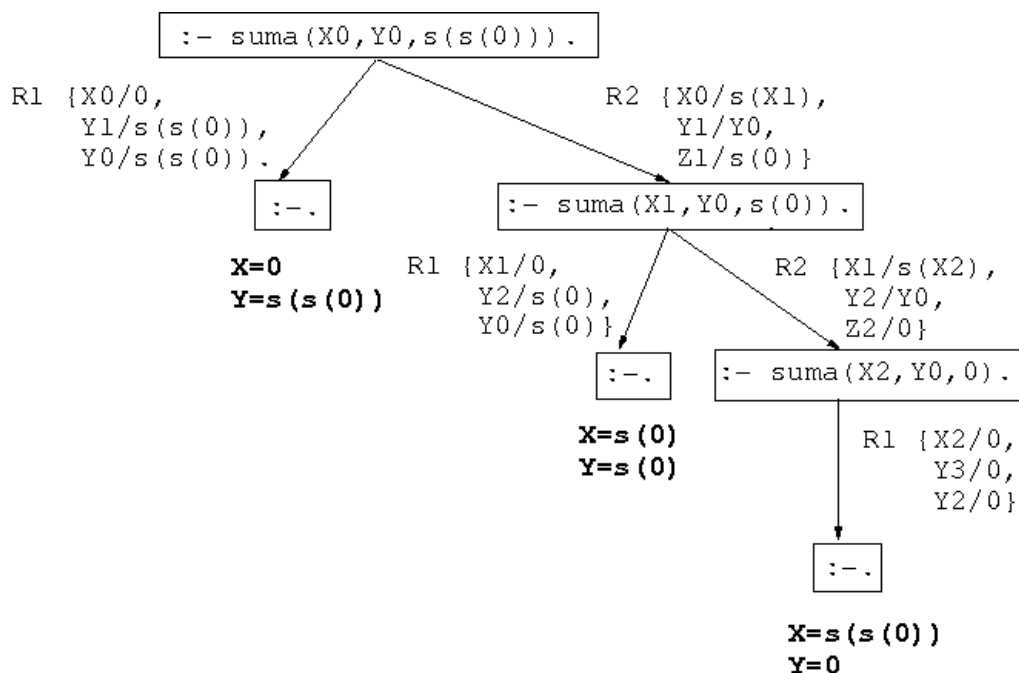 :- suma(X0,Y0,s(s(0))).
R1 {X0/0,
Y1/s(s(0)),
Y0/s(s(0)).
R2 {X0/s(X1),
Y1/Y0,
Z1/s(0)}
:-.
:- suma(X1,Y0,s(0)).
X=0
Y=s(s(0))
R1 {X1/0,
Y2/s(0),
Y0/s(0)}
R2 {X1/s(X2),
Y2/Y0,
Z2/0}
:-.
:- suma(X2,Y0,0).
X=s(0)
Y=s(0)
R1 {X2/0,
Y3/0,
Y2/0}
:-.
X=s(s(0))
Y=0